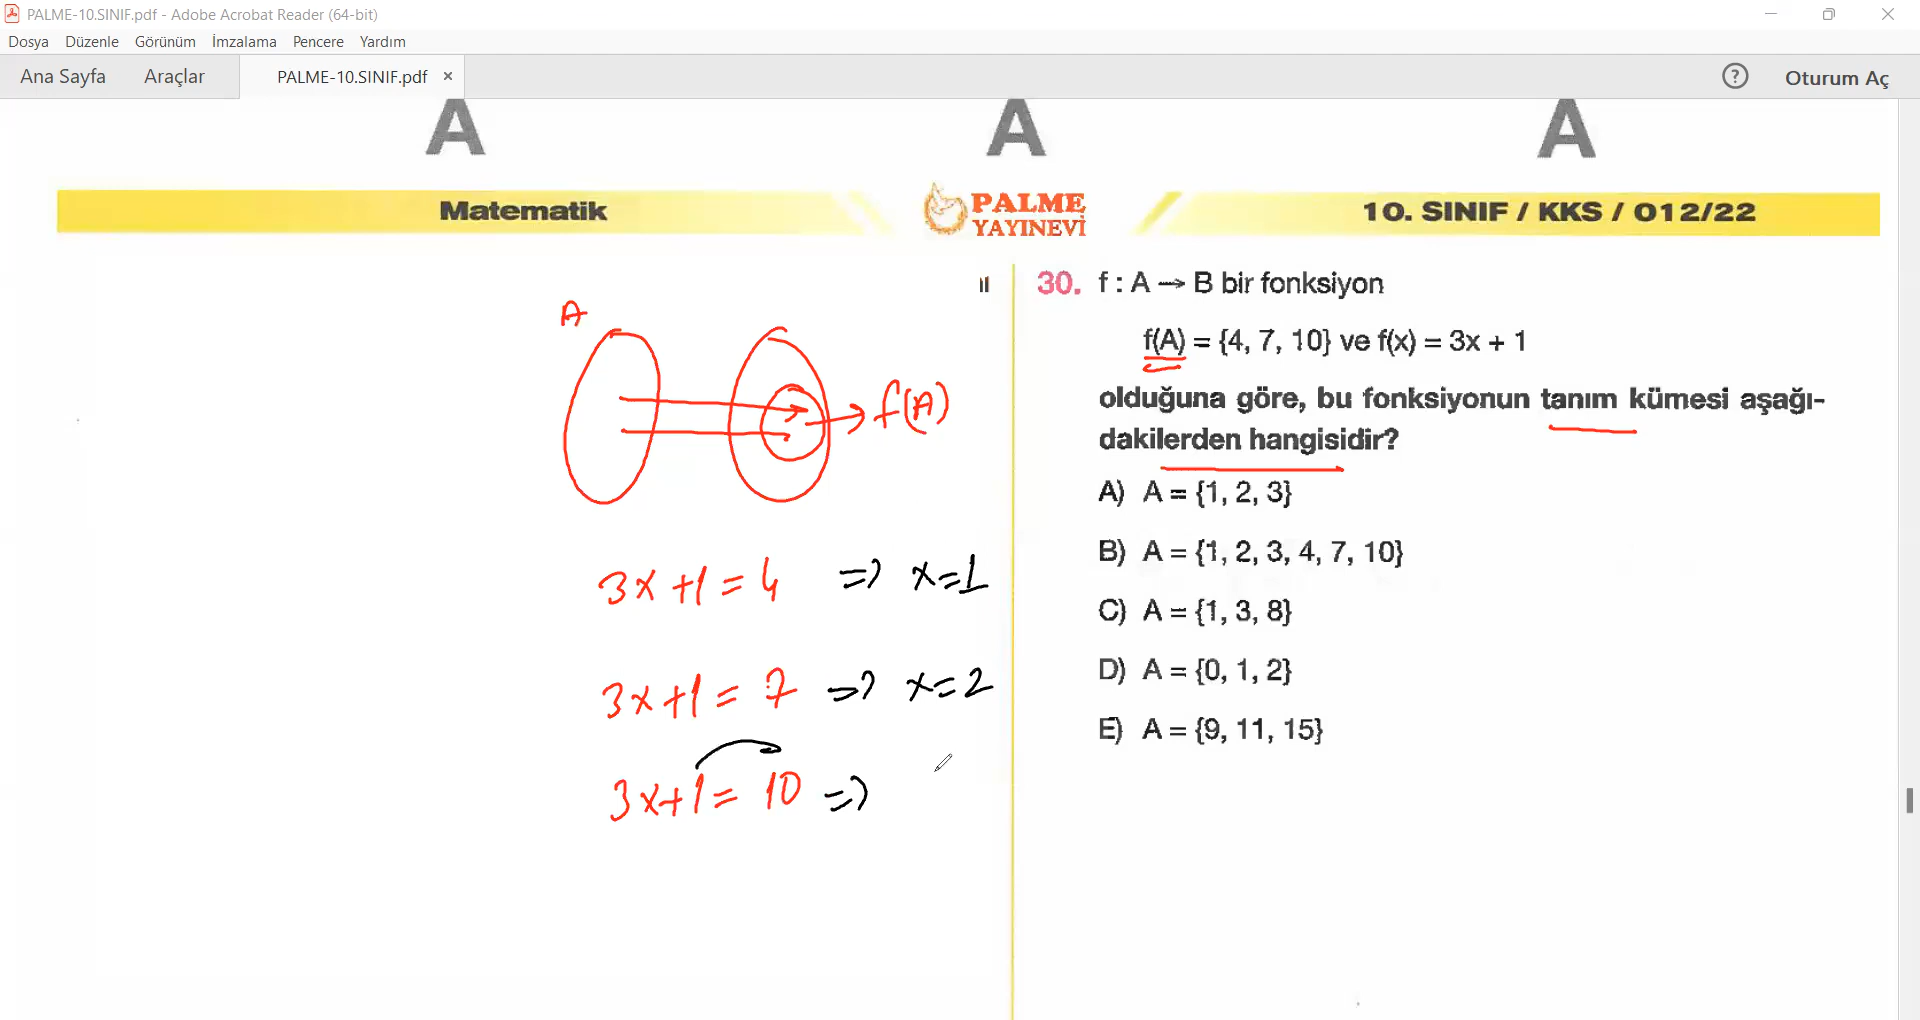 PALME-10.SINIF.pdf - Adobe Acrobat Reader (64-bit)
Dosya Düzenle Görünüm İmzalama Pencere Yardım
Ana Sayfa Araçlar PALME-10.SINIF.pdf × ? Oturum Aç
A A A
Matematik
PALME
YAYINEVİ
10. SINIF / KKS / 012/22
A
f(A)
3x+1=4 => x=1
3x+1=7 => x=2
3x+1=10 =>
30. f : A → B bir fonksiyon
f(A) = {4, 7, 10} ve f(x) = 3x + 1
olduğuna göre, bu fonksiyonun tanım kümesi aşağı-
dakilerden hangisidir?
A) A = {1, 2, 3}
B) A = {1, 2, 3, 4, 7, 10}
C) A = {1, 3, 8}
D) A = {0, 1, 2}
E) A = {9, 11, 15}